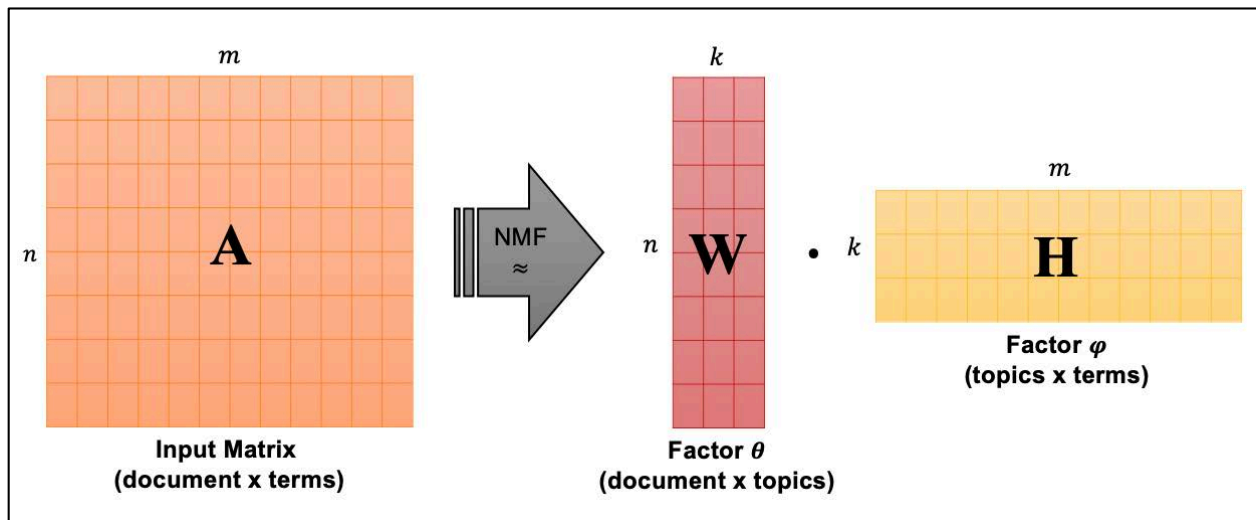 m
n
A
Input Matrix
(document x terms)
NMF
≈
k
n
W
Factor θ
(document x topics)
•
m
k
H
Factor φ
(topics x terms)